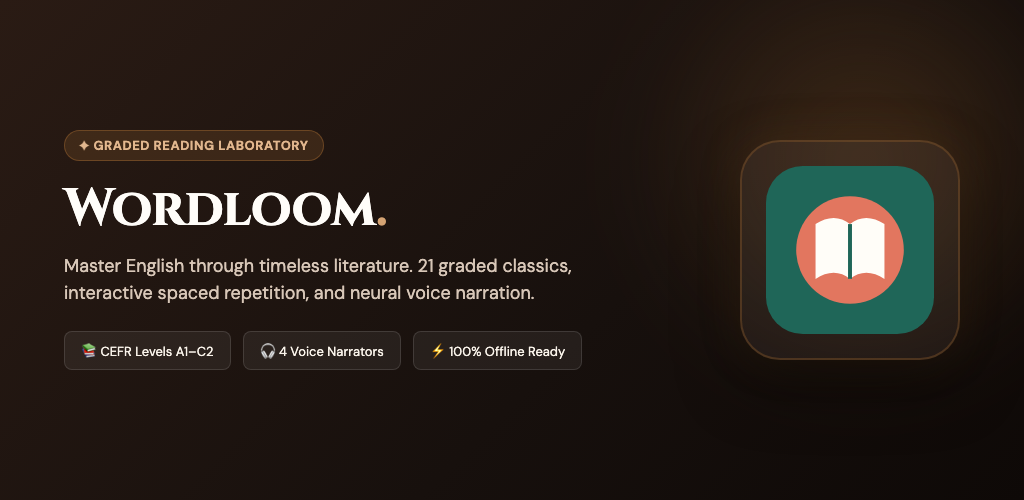 ✦ GRADED READING LABORATORY
WORDLOOM.
Master English through timeless literature. 21 graded classics,
interactive spaced repetition, and neural voice narration.
📚 CEFR Levels A1–C2
🎧 4 Voice Narrators
⚡ 100% Offline Ready